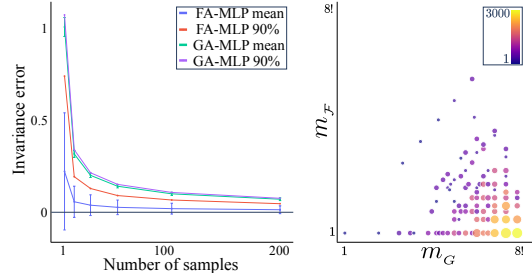 FA-MLP mean
FA-MLP 90%
GA-MLP mean
GA-MLP 90%
1
0.5
0
Invariance error
1
100
200
Number of samples
8!
3000
1
m_ℱ
1
1
8!
m_G